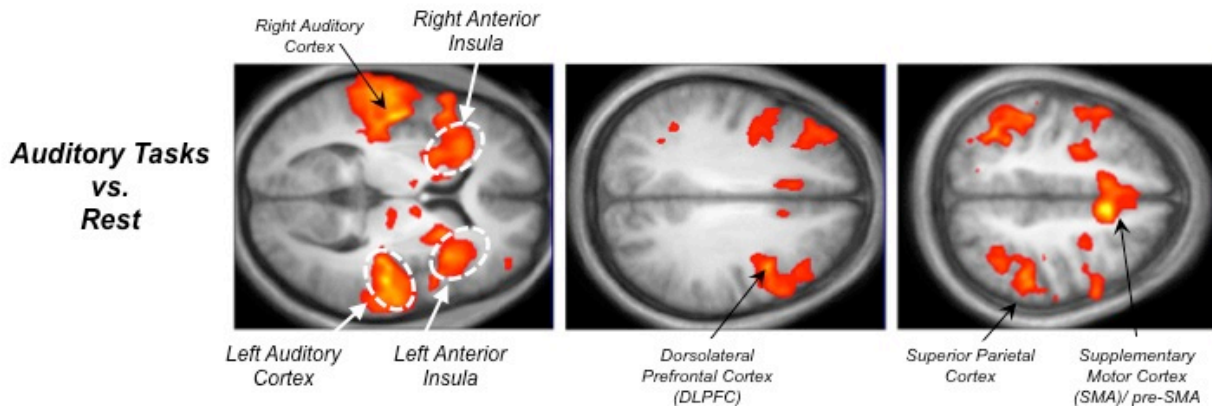 Right Auditory
Cortex
Right Anterior
Insula
Auditory Tasks
vs.
Rest
Left Auditory
Cortex
Left Anterior
Insula
Dorsolateral
Prefrontal Cortex
(DLPFC)
Superior Parietal
Cortex
Supplementary
Motor Cortex
(SMA)/ pre-SMA